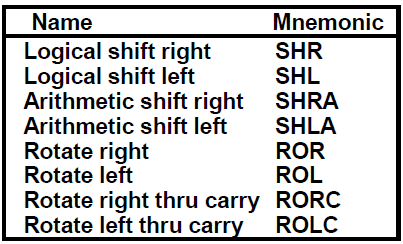 Name Mnemonic
Logical shift right SHR
Logical shift left SHL
Arithmetic shift right SHRA
Arithmetic shift left SHLA
Rotate right ROR
Rotate left ROL
Rotate right thru carry RORC
Rotate left thru carry ROLC